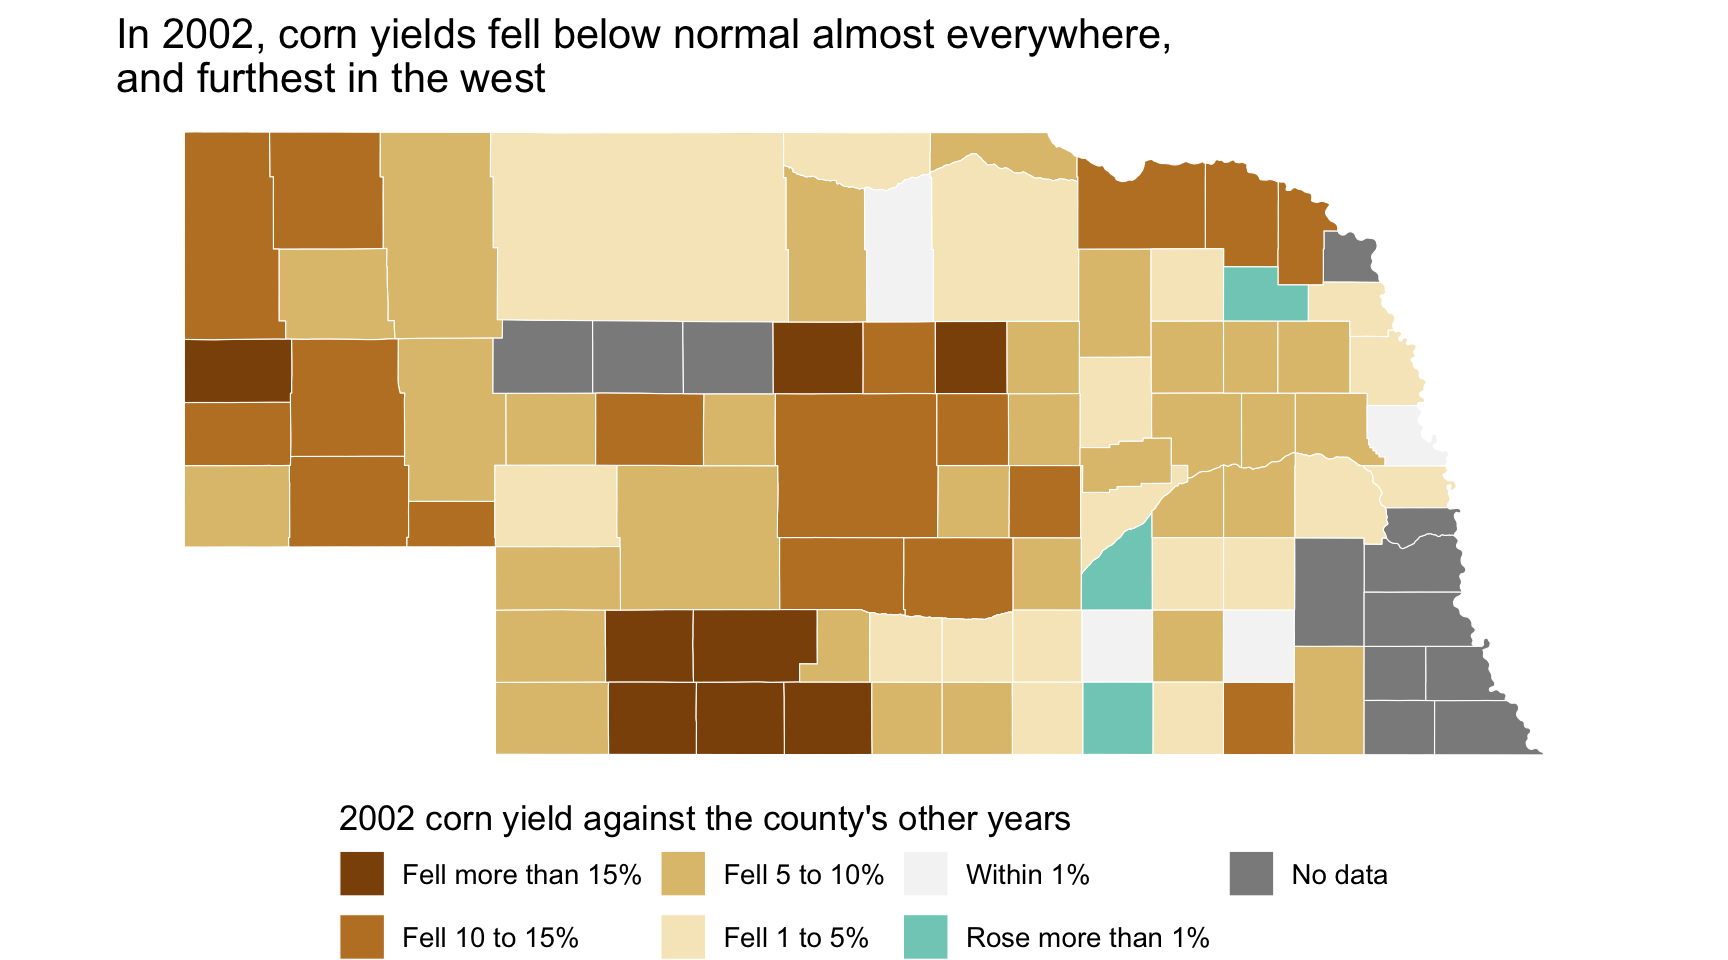 In 2002, corn yields fell below normal almost everywhere,
and furthest in the west
2002 corn yield against the county's other years
Fell more than 15%
Fell 5 to 10%
Within 1%
No data
Fell 10 to 15%
Fell 1 to 5%
Rose more than 1%